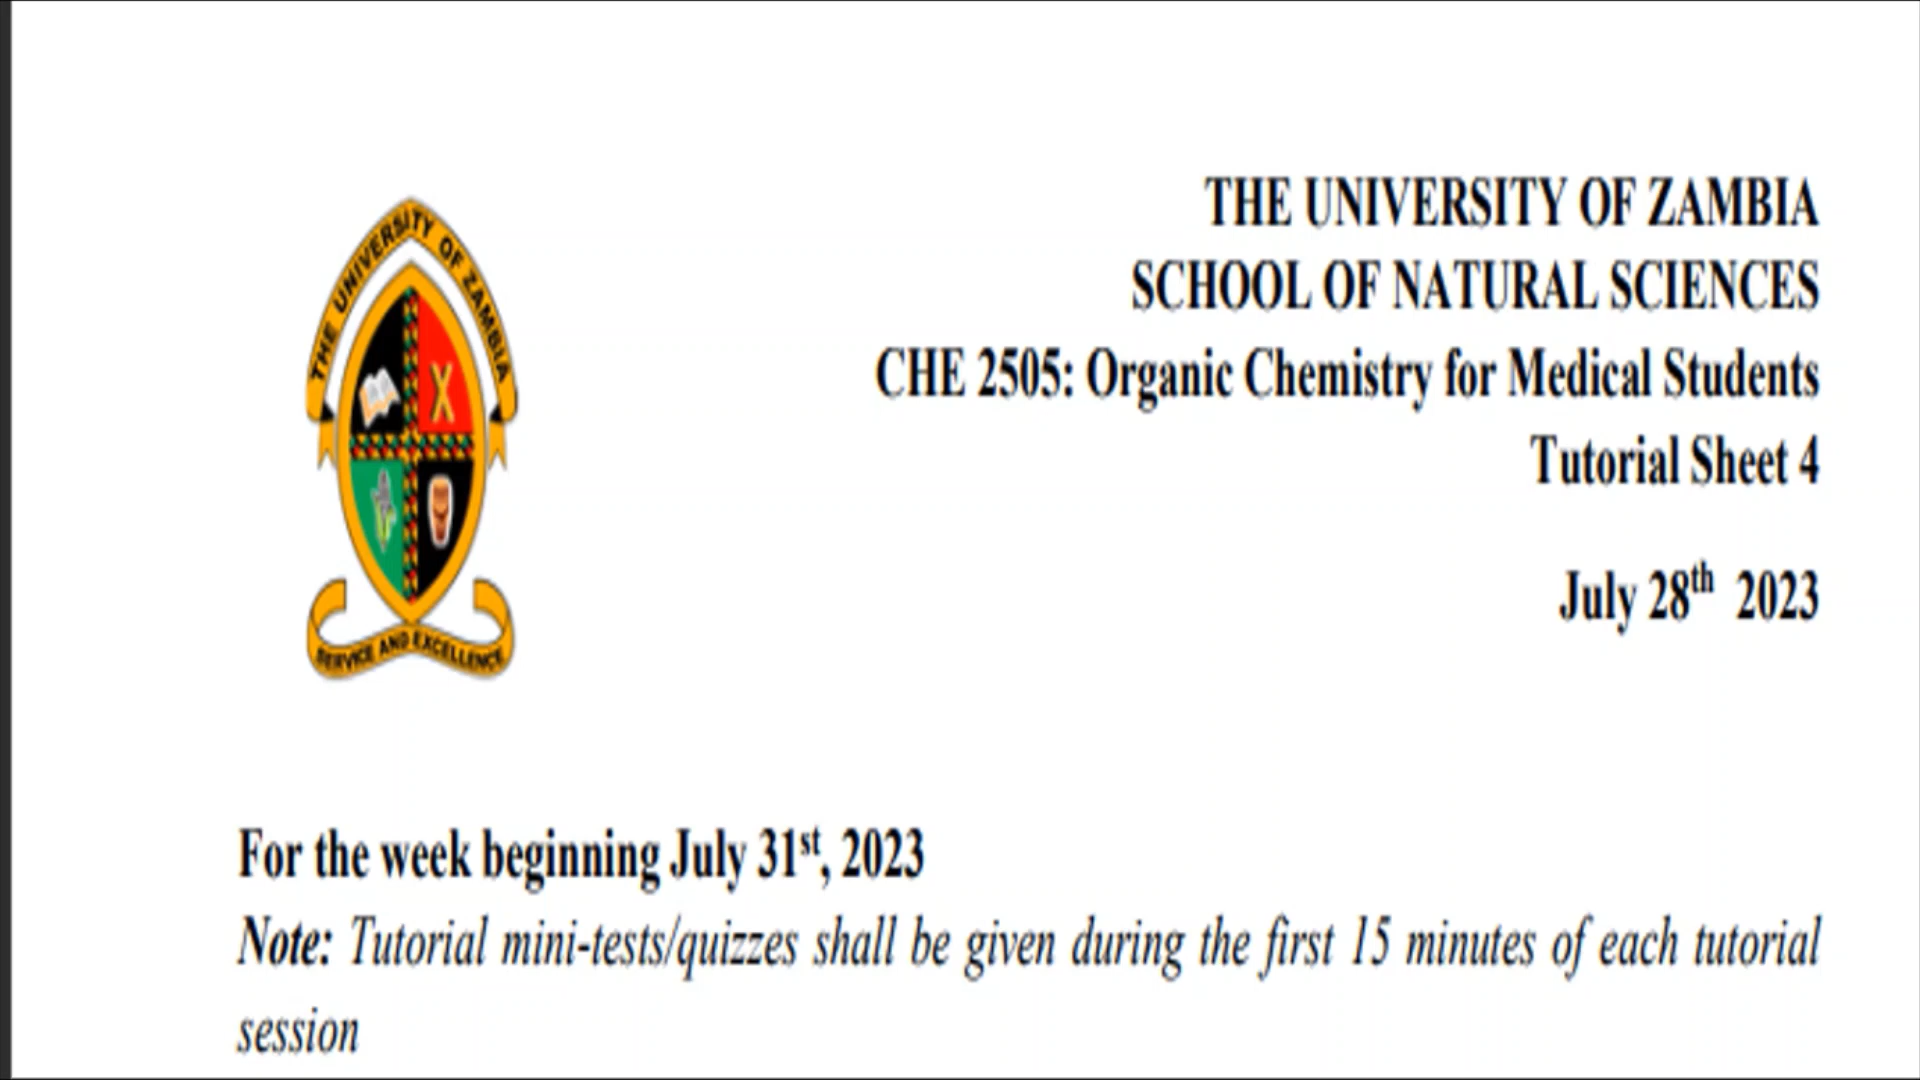 THE UNIVERSITY OF ZAMBIA
SERVICE AND EXCELLENCE
THE UNIVERSITY OF ZAMBIA
SCHOOL OF NATURAL SCIENCES
CHE 2505: Organic Chemistry for Medical Students
Tutorial Sheet 4
July 28th 2023
For the week beginning July 31st, 2023
Note: Tutorial mini-tests/quizzes shall be given during the first 15 minutes of each tutorial
session